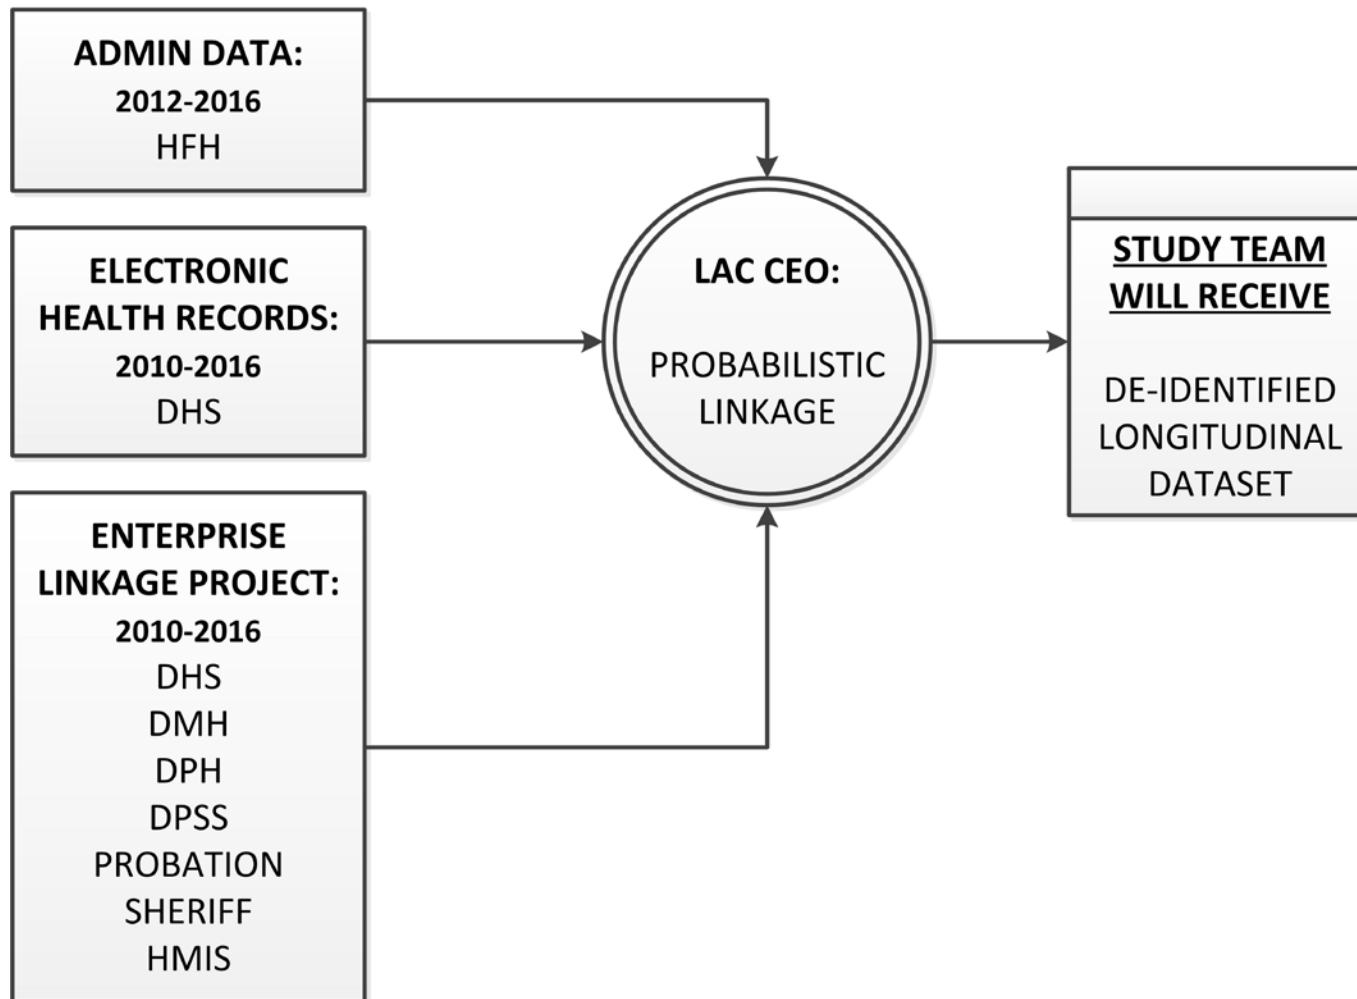 ADMIN DATA:
2012-2016
HFH
ELECTRONIC
HEALTH RECORDS:
2010-2016
DHS
ENTERPRISE
LINKAGE PROJECT:
2010-2016
DHS
DMH
DPH
DPSS
PROBATION
SHERIFF
HMIS
LAC CEO:
PROBABILISTIC
LINKAGE
STUDY TEAM
WILL RECEIVE
DE-IDENTIFIED
LONGITUDINAL
DATASET